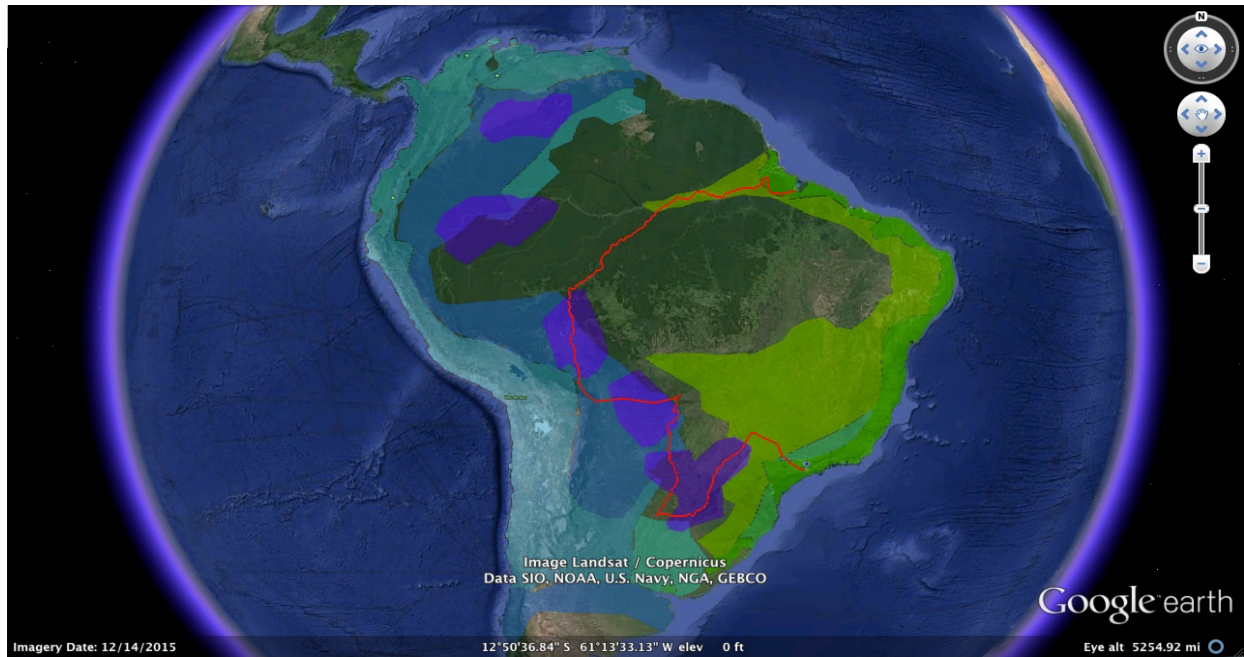 N
Image Landsat / Copernicus
Data SIO, NOAA, U.S. Navy, NGA, GEBCO
Google earth
Imagery Date: 12/14/2015
12°50'36.84" S 61°13'33.13" W elev 0 ft
Eye alt 5254.92 mi